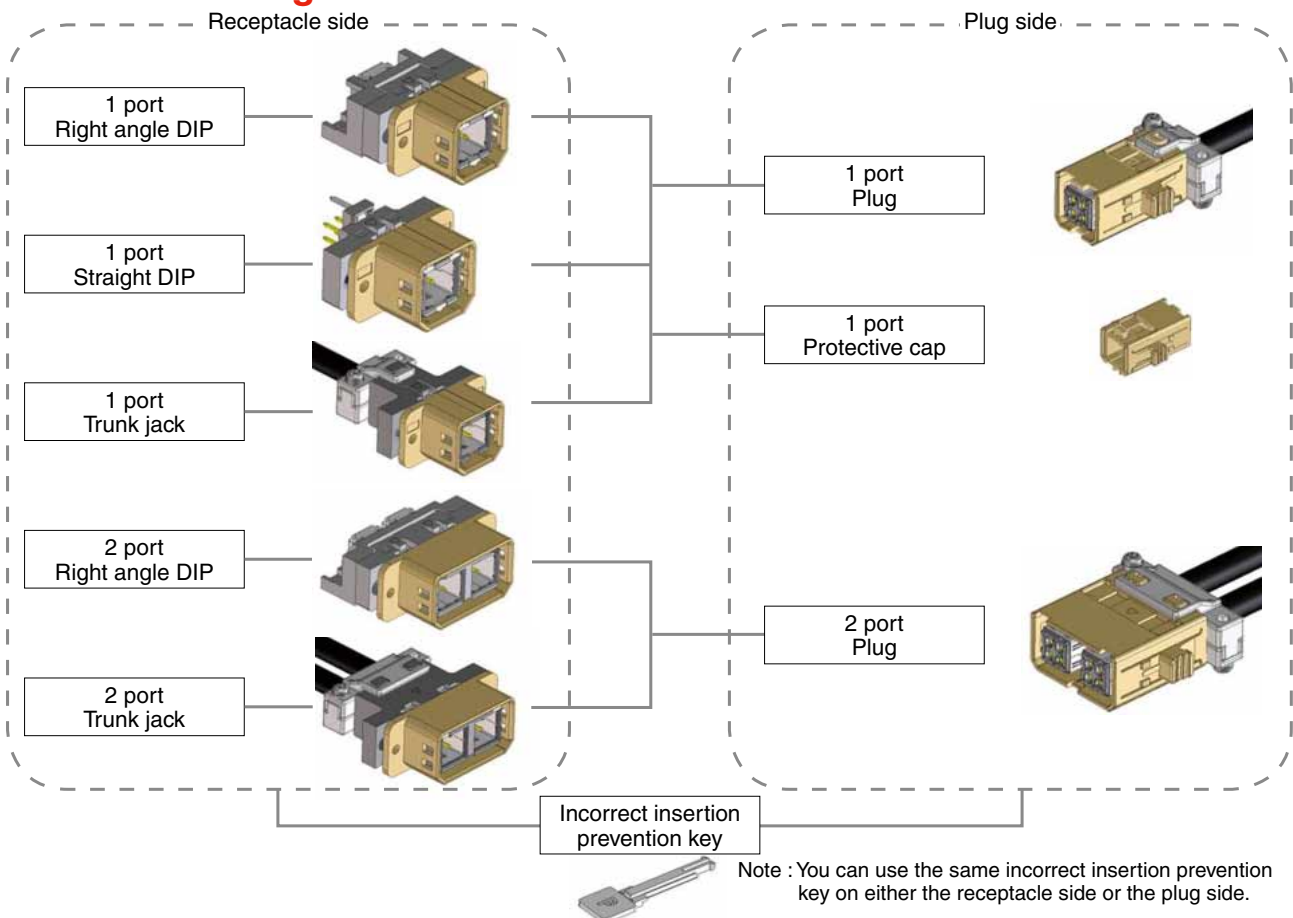 Receptacle side
Plug side
1 port
Right angle DIP
1 port
Straight DIP
1 port
Trunk jack
2 port
Right angle DIP
2 port
Trunk jack
1 port
Plug
1 port
Protective cap
2 port
Plug
Incorrect insertion
prevention key
Note : You can use the same incorrect insertion prevention
key on either the receptacle side or the plug side.